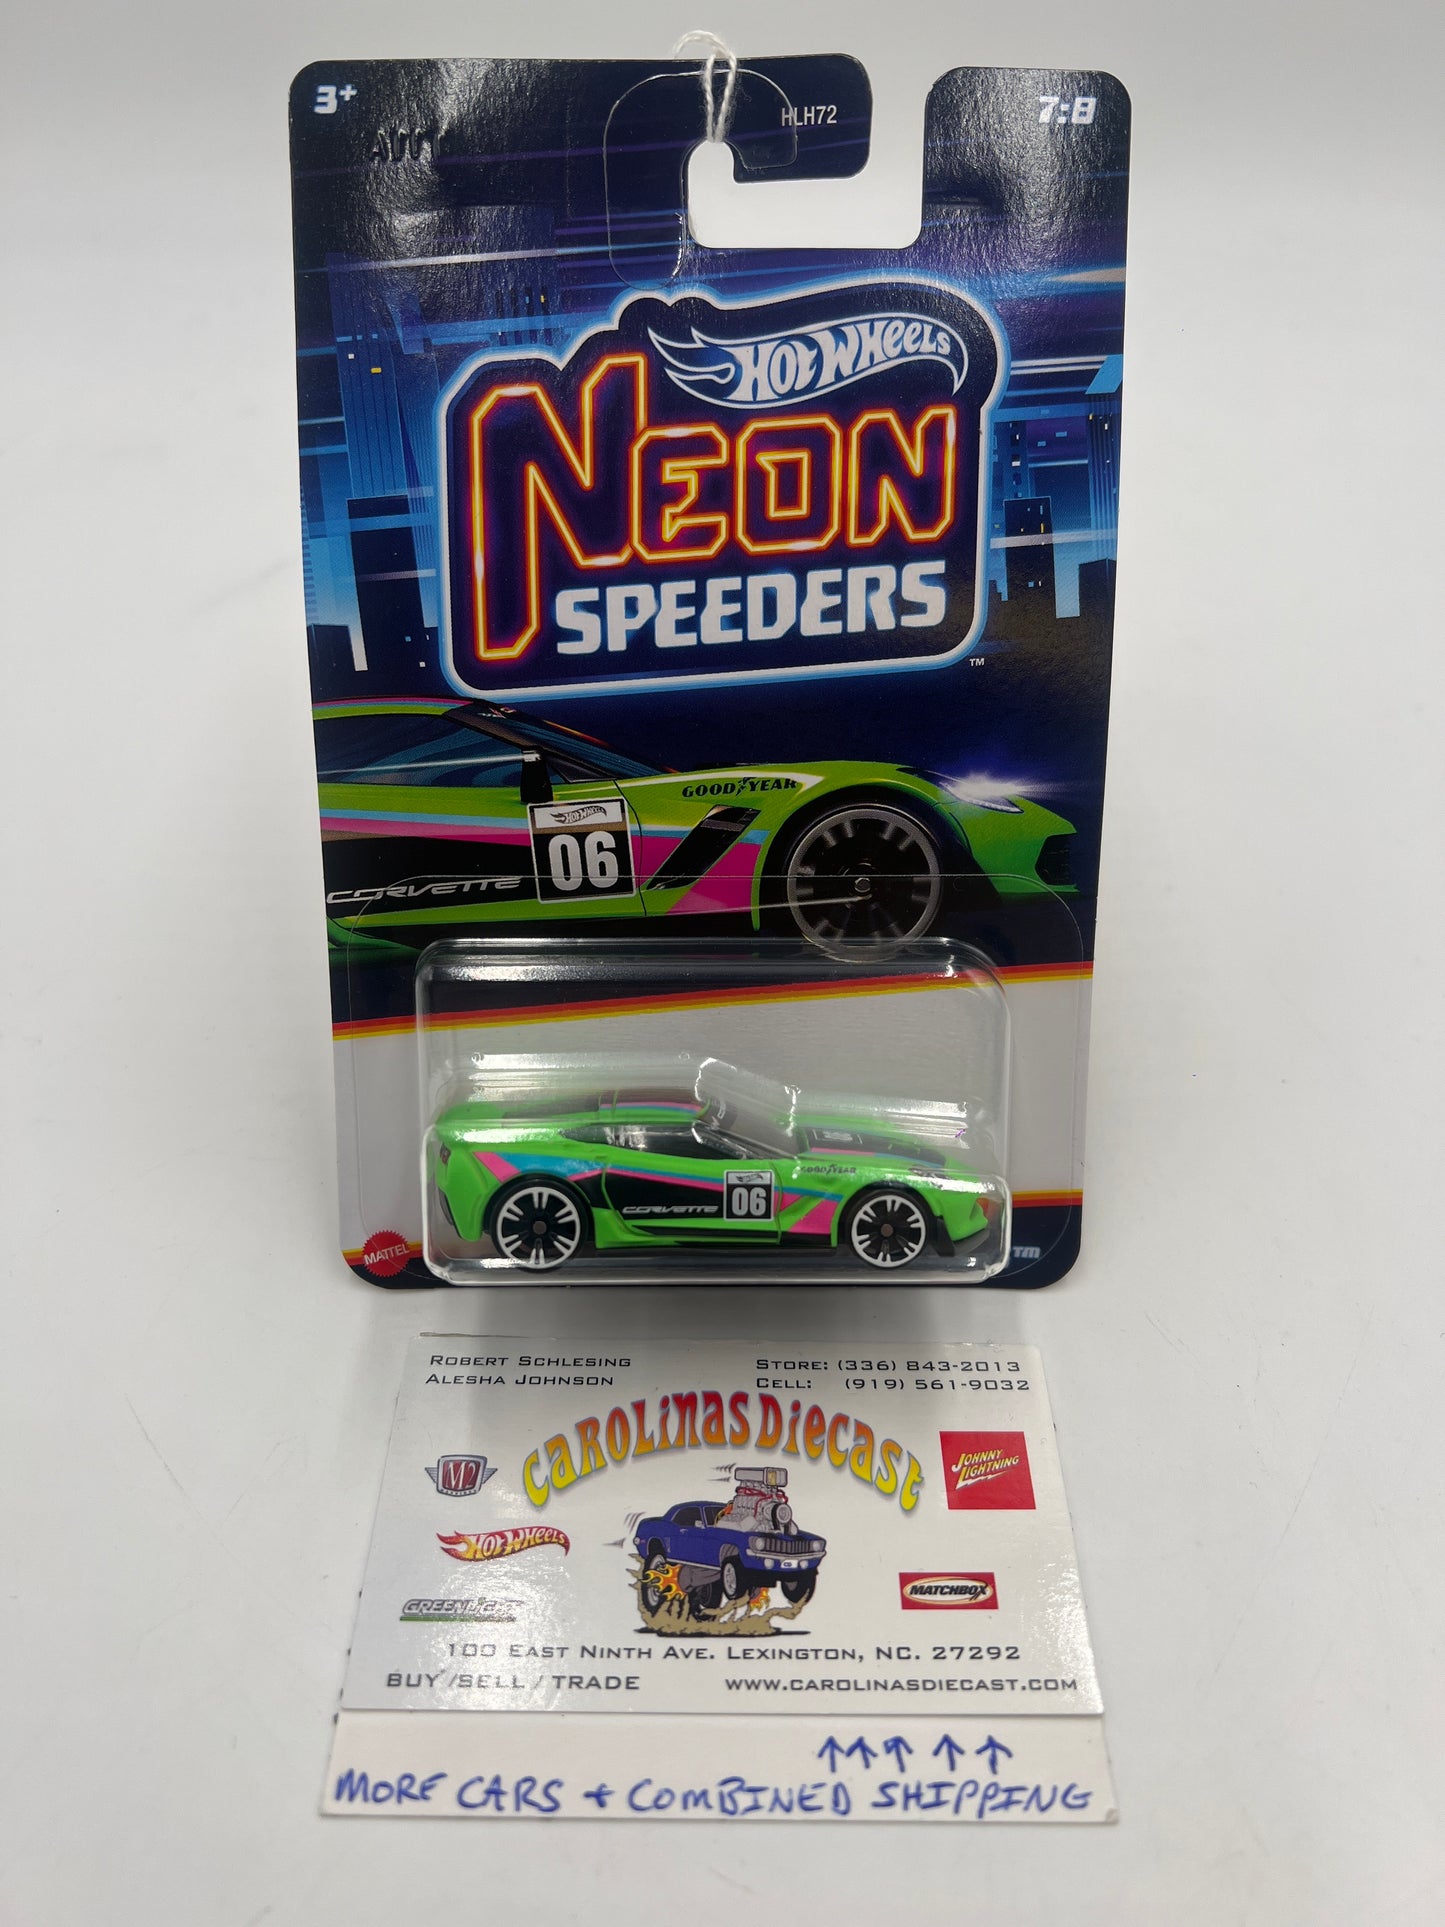 3+
HLH72
7:8
Hot Wheels
NEON
SPEEDERS
™
GOODYEAR
HOT WHEELS
06
CORVETTE
GOODYEAR
06
CORVETTE
MATTEL
TM
ROBERT SCHLESING
STORE: (336) 843-2013
ALESHA JOHNSON
CELL: (919) 561-9032
CAROLINAS DIECAST
M2
JOHNNY LIGHTNING
HOT WHEELS
MATCHBOX
GREENLIGHT
100 EAST NINTH AVE. LEXINGTON, NC. 27292
BUY / SELL / TRADE
WWW.CAROLINASDIECAST.COM
↑↑↑ ↑↑
MORE CARS + COMBINED SHIPPING